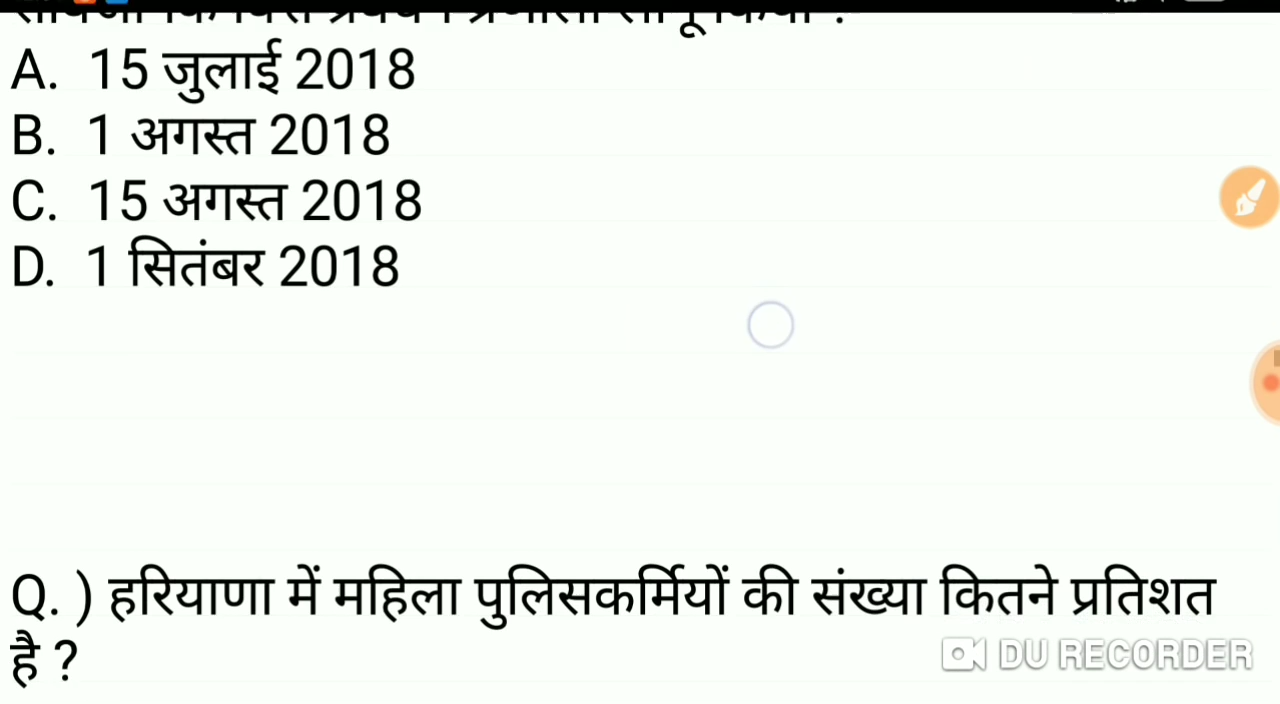 A. 15 जुलाई 2018
B. 1 अगस्त 2018
C. 15 अगस्त 2018
D. 1 सितंबर 2018
Q. ) हरियाणा में महिला पुलिसकर्मियों की संख्या कितने प्रतिशत
है ?
DU RECORDER